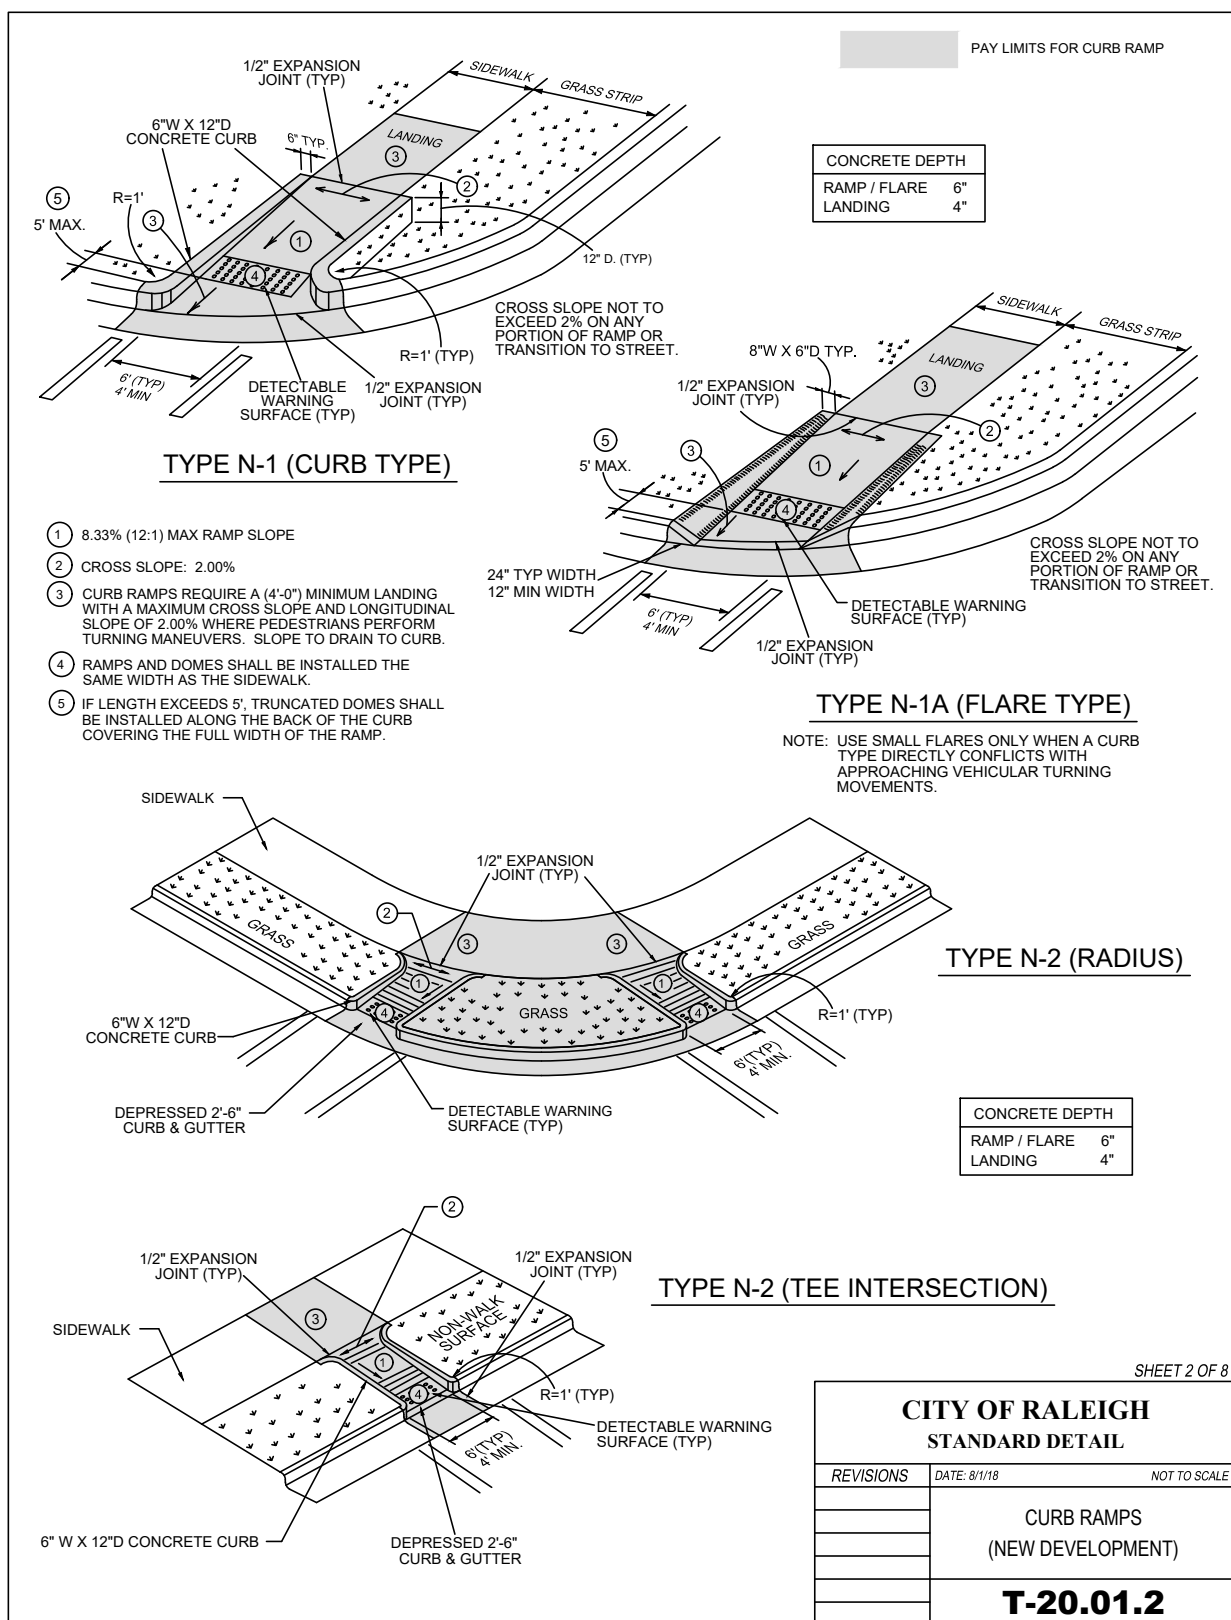 PAY LIMITS FOR CURB RAMP
CONCRETE DEPTH
RAMP / FLARE 6"
LANDING 4"
1/2" EXPANSION
JOINT (TYP)
SIDEWALK
GRASS STRIP
6"W X 12"D
CONCRETE CURB
6" TYP.
LANDING
3
2
5
5' MAX.
R=1'
3
1
4
12" D. (TYP)
CROSS SLOPE NOT TO
EXCEED 2% ON ANY
PORTION OF RAMP OR
TRANSITION TO STREET.
R=1' (TYP)
6' (TYP)
4' MIN
DETECTABLE
WARNING
SURFACE (TYP)
1/2" EXPANSION
JOINT (TYP)
TYPE N-1 (CURB TYPE)
SIDEWALK
GRASS STRIP
8"W X 6"D TYP.
LANDING
1/2" EXPANSION
JOINT (TYP)
3
2
5
5' MAX.
3
1
4
CROSS SLOPE NOT TO
EXCEED 2% ON ANY
PORTION OF RAMP OR
TRANSITION TO STREET.
24" TYP WIDTH
12" MIN WIDTH
6' (TYP)
4' MIN
DETECTABLE WARNING
SURFACE (TYP)
1/2" EXPANSION
JOINT (TYP)
TYPE N-1A (FLARE TYPE)
NOTE: USE SMALL FLARES ONLY WHEN A CURB
TYPE DIRECTLY CONFLICTS WITH
APPROACHING VEHICULAR TURNING
MOVEMENTS.
1 8.33% (12:1) MAX RAMP SLOPE
2 CROSS SLOPE: 2.00%
3 CURB RAMPS REQUIRE A (4'-0") MINIMUM LANDING
WITH A MAXIMUM CROSS SLOPE AND LONGITUDINAL
SLOPE OF 2.00% WHERE PEDESTRIANS PERFORM
TURNING MANEUVERS. SLOPE TO DRAIN TO CURB.
4 RAMPS AND DOMES SHALL BE INSTALLED THE
SAME WIDTH AS THE SIDEWALK.
5 IF LENGTH EXCEEDS 5', TRUNCATED DOMES SHALL
BE INSTALLED ALONG THE BACK OF THE CURB
COVERING THE FULL WIDTH OF THE RAMP.
SIDEWALK
1/2" EXPANSION
JOINT (TYP)
2
GRASS
3
3
GRASS
1
1
4
GRASS
4
6"W X 12"D
CONCRETE CURB
R=1' (TYP)
6'(TYP)
4' MIN.
DEPRESSED 2'-6"
CURB & GUTTER
DETECTABLE WARNING
SURFACE (TYP)
TYPE N-2 (RADIUS)
CONCRETE DEPTH
RAMP / FLARE 6"
LANDING 4"
2
1/2" EXPANSION
JOINT (TYP)
1/2" EXPANSION
JOINT (TYP)
SIDEWALK
3
NON-WALK
SURFACE
1
4
R=1' (TYP)
6'(TYP)
4' MIN.
DETECTABLE WARNING
SURFACE (TYP)
6" W X 12"D CONCRETE CURB
DEPRESSED 2'-6"
CURB & GUTTER
TYPE N-2 (TEE INTERSECTION)
SHEET 2 OF 8
CITY OF RALEIGH
STANDARD DETAIL
REVISIONS
DATE: 8/1/18
NOT TO SCALE
CURB RAMPS
(NEW DEVELOPMENT)
T-20.01.2